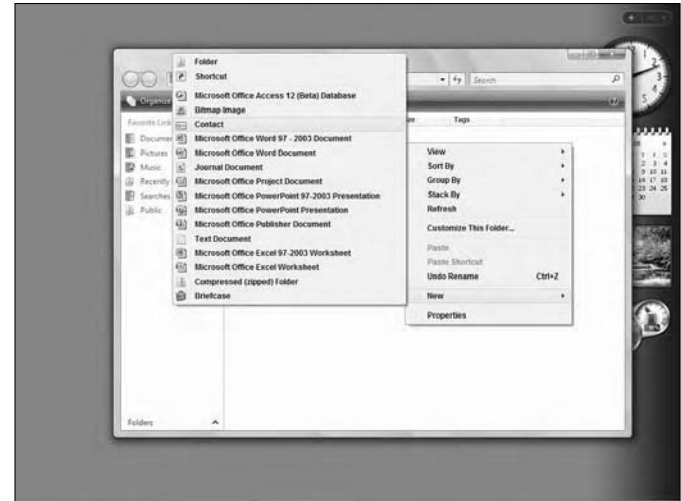 Folder
Shortcut
Microsoft Office Access 12 (Beta) Database
Bitmap Image
Contact
Microsoft Office Word 97 - 2003 Document
Microsoft Office Word Document
Journal Document
Microsoft Office Project Document
Microsoft Office PowerPoint 97-2003 Presentation
Microsoft Office PowerPoint Presentation
Microsoft Office Publisher Document
Text Document
Microsoft Office Excel 97-2003 Worksheet
Microsoft Office Excel Worksheet
Compressed (zipped) Folder
Briefcase
Search
Organize
Tags
Favorite Link
Documen
Pictures
Music
Recently
Searches
Public
View
Sort By
Group By
Stack By
Refresh
Customize This Folder...
Paste
Paste Shortcut
Undo Rename Ctrl+Z
New
Properties
Folders